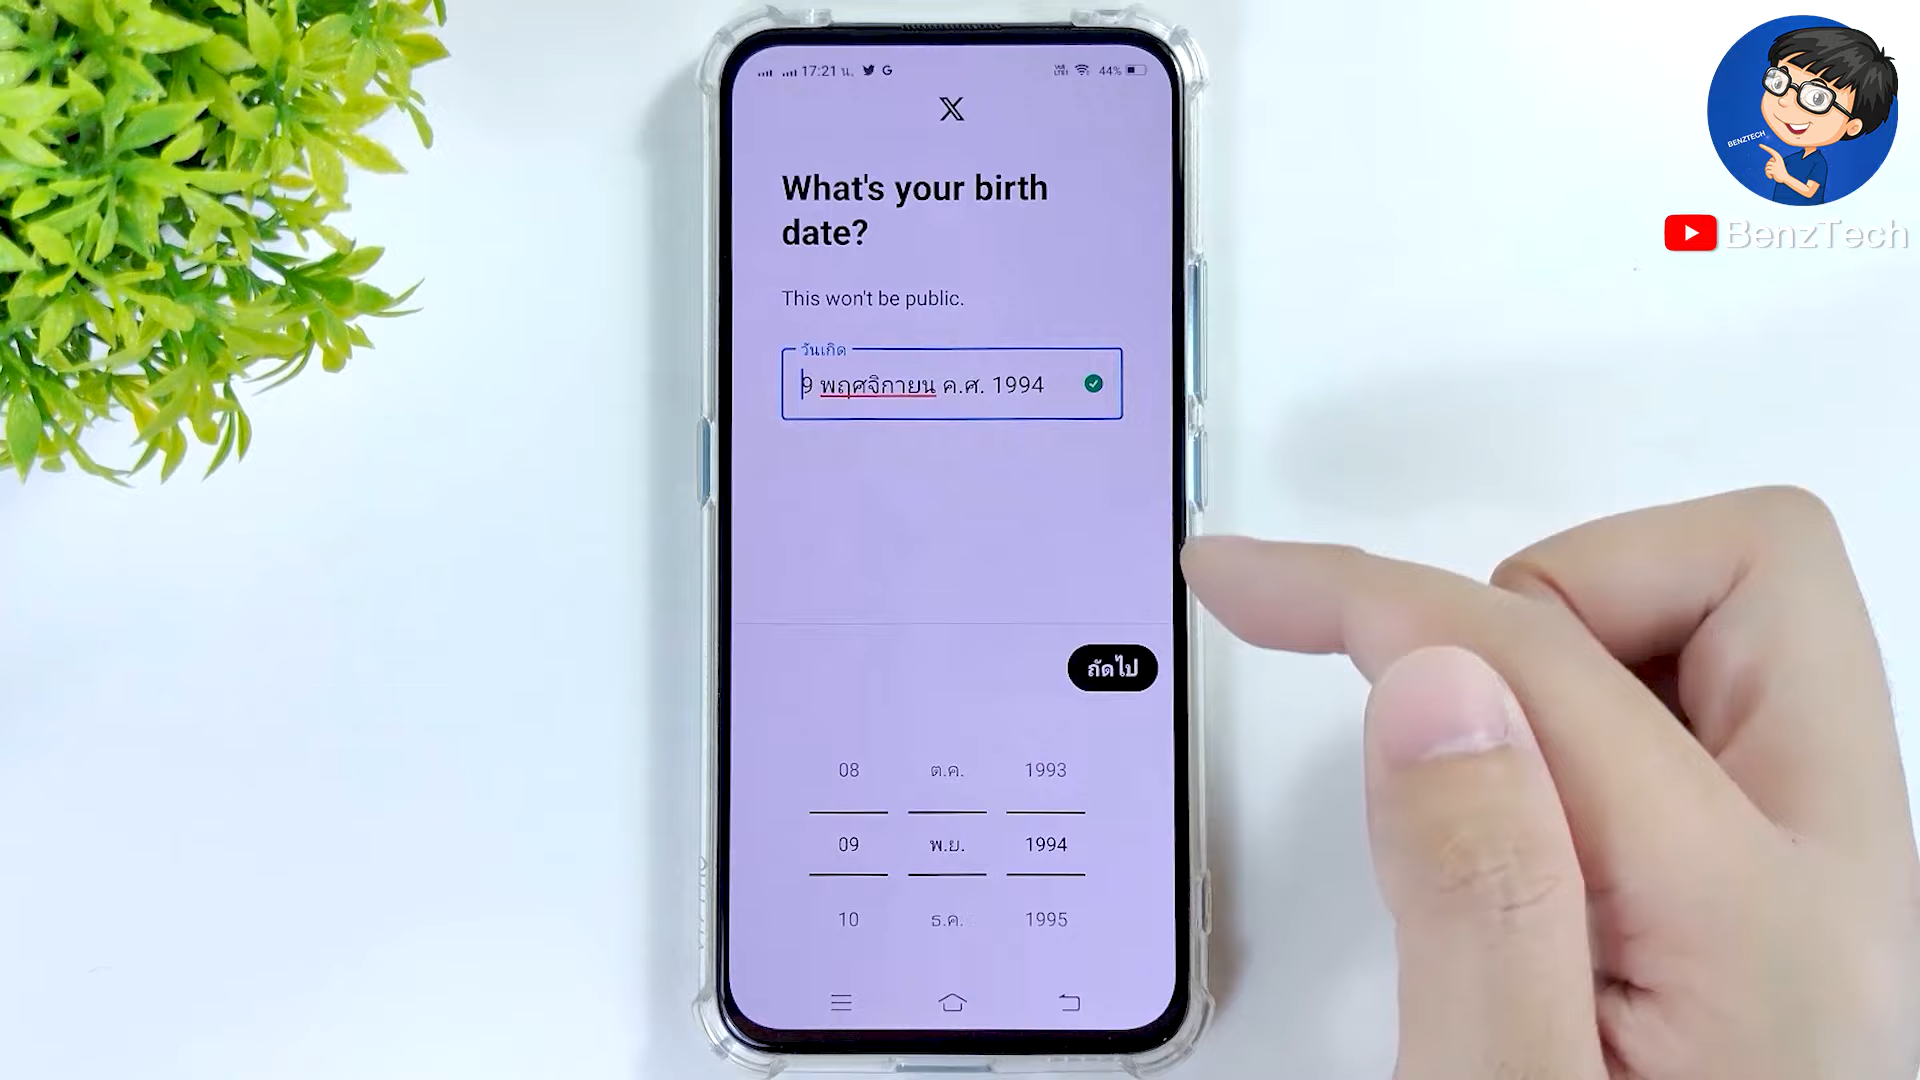 17:21 น. G 44%
X
What's your birth
date?
This won't be public.
วันเกิด
9 พฤศจิกายน ค.ศ. 1994
ถัดไป
08 ต.ค. 1993
09 พ.ย. 1994
10 ธ.ค. 1995
BENZTECH
BenzTech